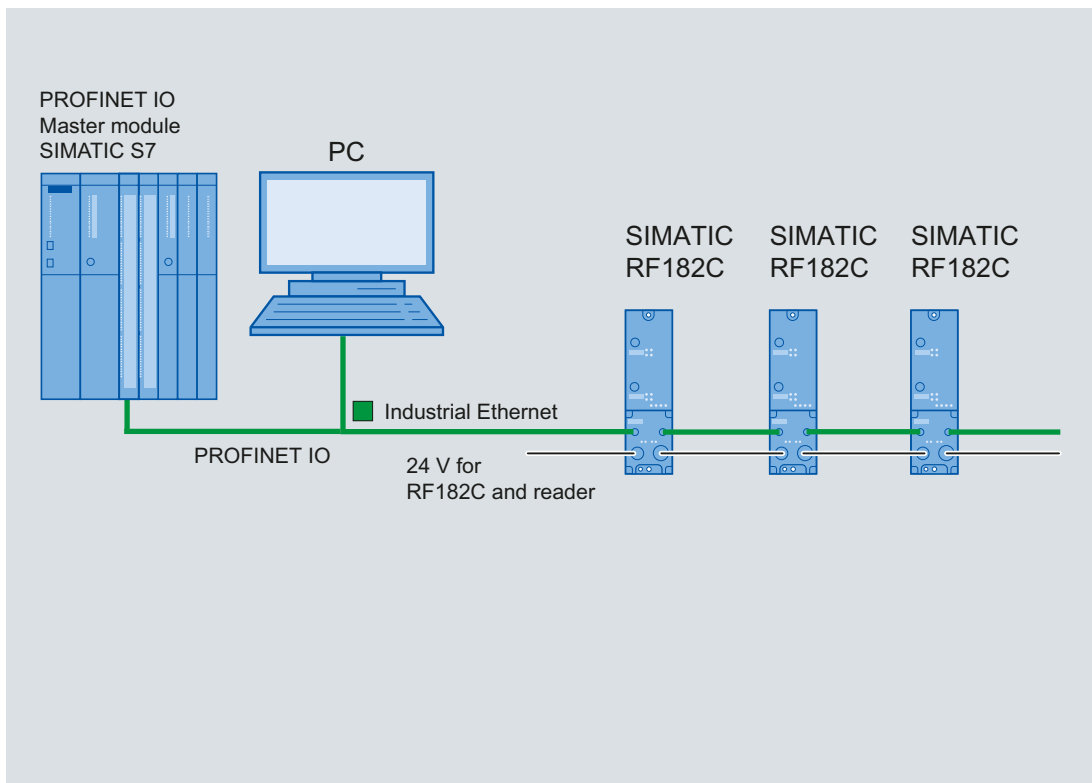 PROFINET IO
Master module
SIMATIC S7
PC
SIMATIC
RF182C
SIMATIC
RF182C
SIMATIC
RF182C
Industrial Ethernet
PROFINET IO
24 V for
RF182C and reader